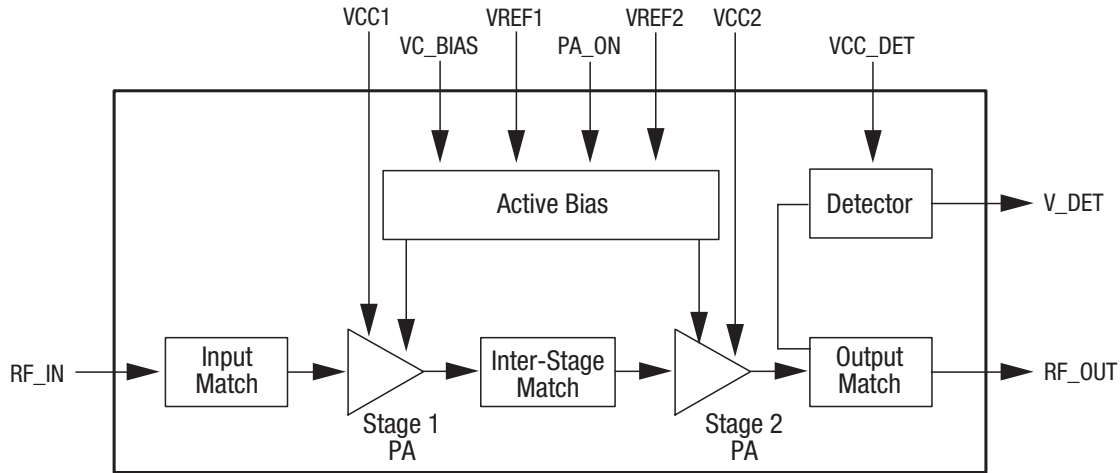 VCC1
VREF1
VREF2
VCC2
VC_BIAS
PA_ON
VCC_DET
Active Bias
Detector
V_DET
RF_IN
Input
Match
Stage 1
PA
Inter-Stage
Match
Stage 2
PA
Output
Match
RF_OUT